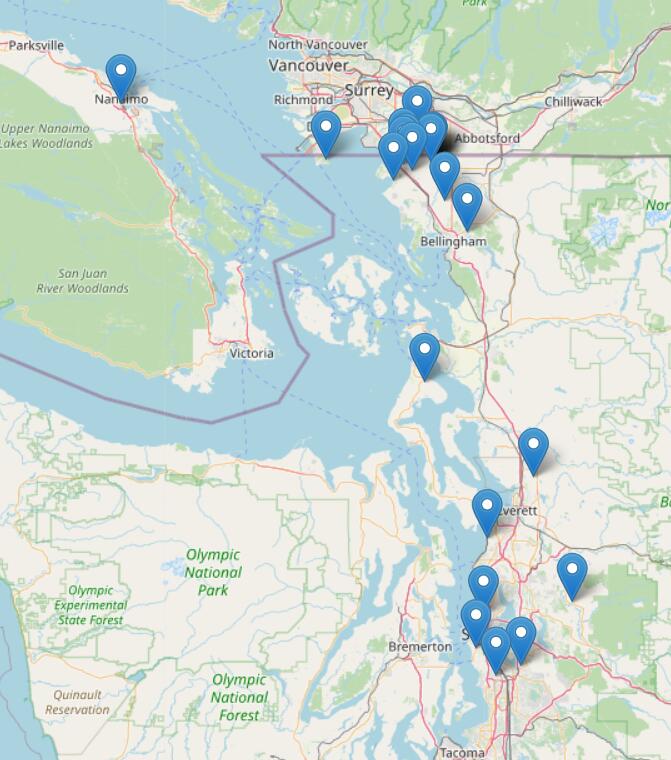 Park
Parksville
North Vancouver
Vancouver
Surrey
Richmond
Chilliwack
Nanaimo
Upper Nanaimo
Lakes Woodlands
Abbotsford
Nor
Bellingham
San Juan
River Woodlands
Victoria
Everett
Olympic
National
Park
Olympic
Experimental
State Forest
S
Bremerton
Quinault
Reservation
Olympic
National
Forest
Tacoma